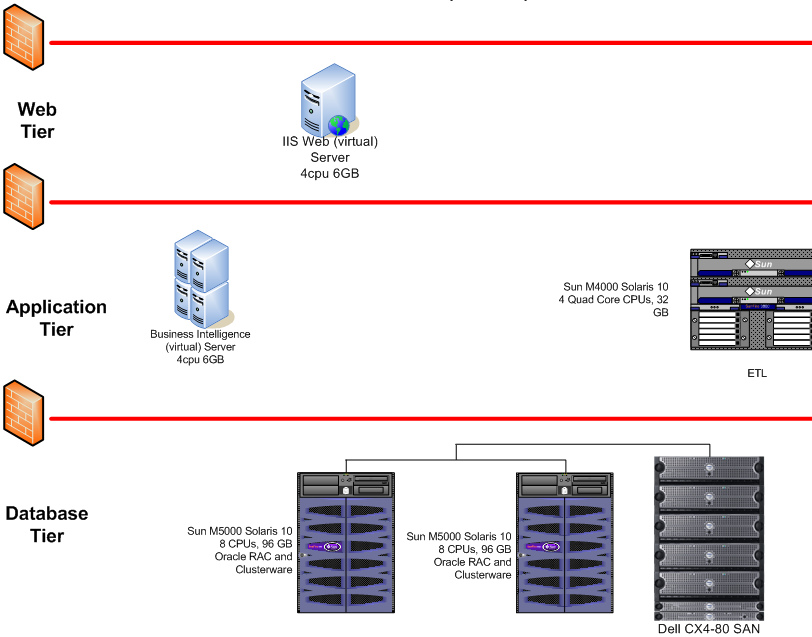 Web
Tier
IIS Web (virtual)
Server
4cpu 6GB
Application
Tier
Business Intelligence
(virtual) Server
4cpu 6GB
Sun M4000 Solaris 10
4 Quad Core CPUs, 32
GB
Sun
Sun
ETL
Database
Tier
Sun M5000 Solaris 10
8 CPUs, 96 GB
Oracle RAC and
Clusterware
Sun M5000 Solaris 10
8 CPUs, 96 GB
Oracle RAC and
Clusterware
Dell CX4-80 SAN